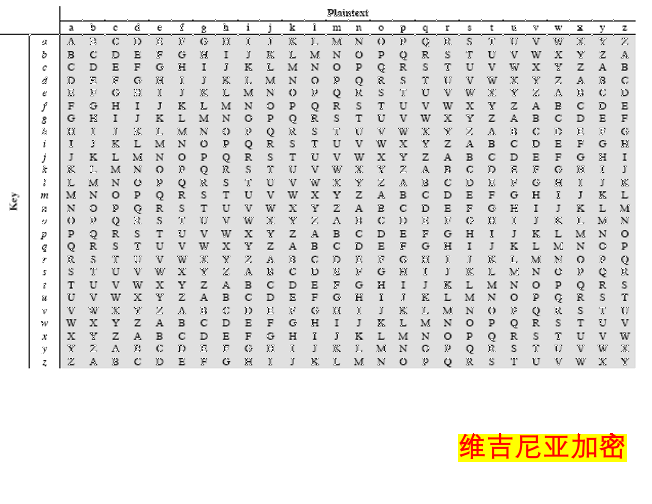 Plaintext
a b c d e f g h i j k l m n o p q r s t u v w x y z
a A B C D E F G H I J K L M N O P Q R S T U V W X Y Z
b B C D E F G H I J K L M N O P Q R S T U V W X Y Z A
c C D E F G H I J K L M N O P Q R S T U V W X Y Z A B
d D E F G H I J K L M N O P Q R S T U V W X Y Z A B C
e E F G H I J K L M N O P Q R S T U V W X Y Z A B C D
f F G H I J K L M N O P Q R S T U V W X Y Z A B C D E
g G H I J K L M N O P Q R S T U V W X Y Z A B C D E F
h H I J K L M N O P Q R S T U V W X Y Z A B C D E F G
i I J K L M N O P Q R S T U V W X Y Z A B C D E F G H
j J K L M N O P Q R S T U V W X Y Z A B C D E F G H I
k K L M N O P Q R S T U V W X Y Z A B C D E F G H I J
l L M N O P Q R S T U V W X Y Z A B C D E F G H I J K
Key
m M N O P Q R S T U V W X Y Z A B C D E F G H I J K L
n N O P Q R S T U V W X Y Z A B C D E F G H I J K L M
o O P Q R S T U V W X Y Z A B C D E F G H I J K L M N
p P Q R S T U V W X Y Z A B C D E F G H I J K L M N O
q Q R S T U V W X Y Z A B C D E F G H I J K L M N O P
r R S T U V W X Y Z A B C D E F G H I J K L M N O P Q
s S T U V W X Y Z A B C D E F G H I J K L M N O P Q R
t T U V W X Y Z A B C D E F G H I J K L M N O P Q R S
u U V W X Y Z A B C D E F G H I J K L M N O P Q R S T
v V W X Y Z A B C D E F G H I J K L M N O P Q R S T U
w W X Y Z A B C D E F G H I J K L M N O P Q R S T U V
x X Y Z A B C D E F G H I J K L M N O P Q R S T U V W
y Y Z A B C D E F G H I J K L M N O P Q R S T U V W X
z Z A B C D E F G H I J K L M N O P Q R S T U V W X Y
维吉尼亚加密